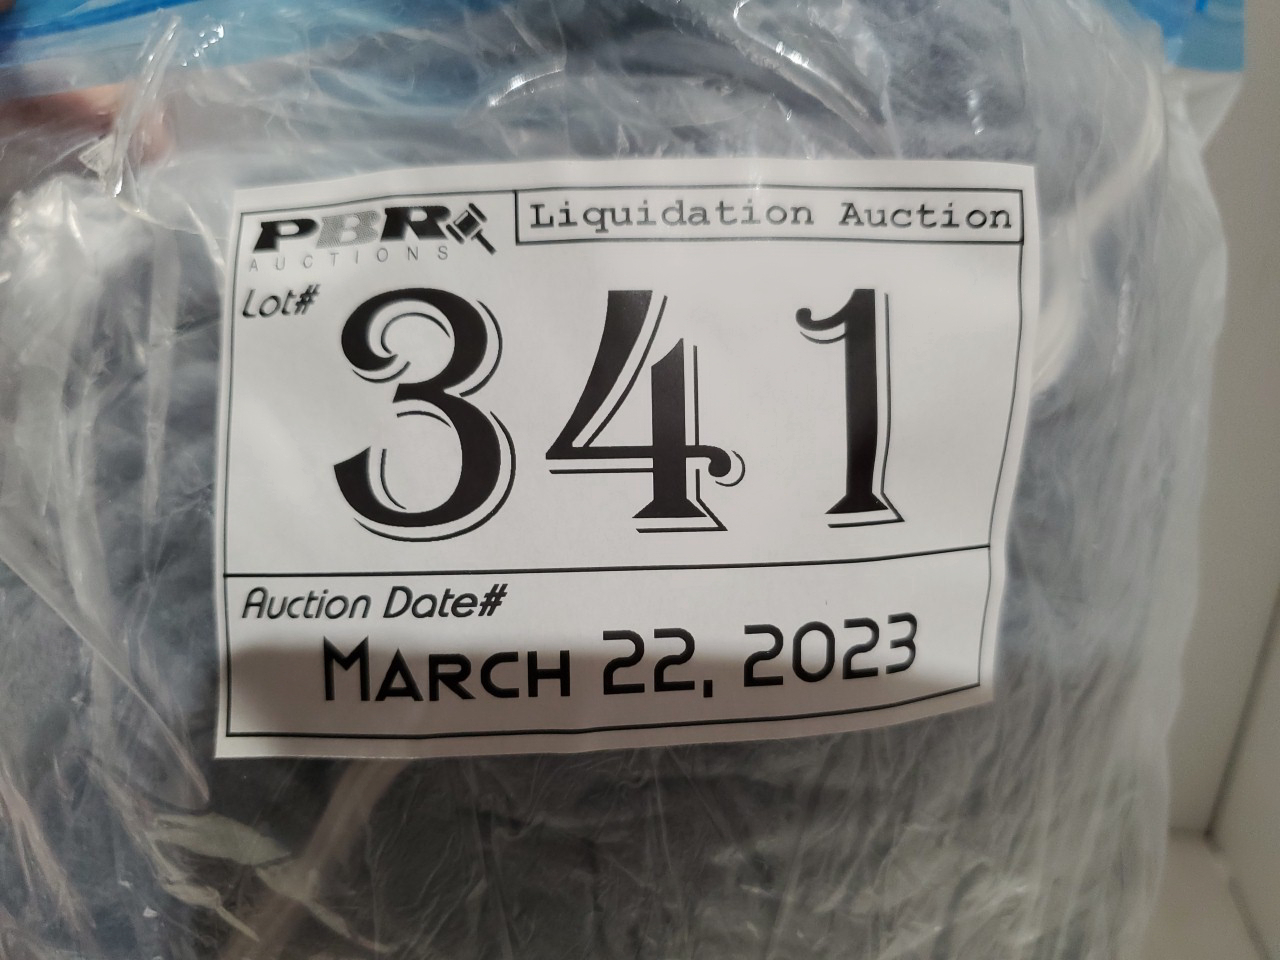 PBR
AUCTIONS
Liquidation Auction
Lot#
341
Auction Date#
MARCH 22, 2023